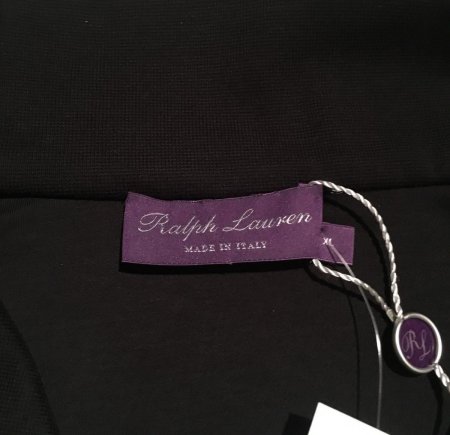 Ralph Lauren
MADE IN ITALY
XL
RL